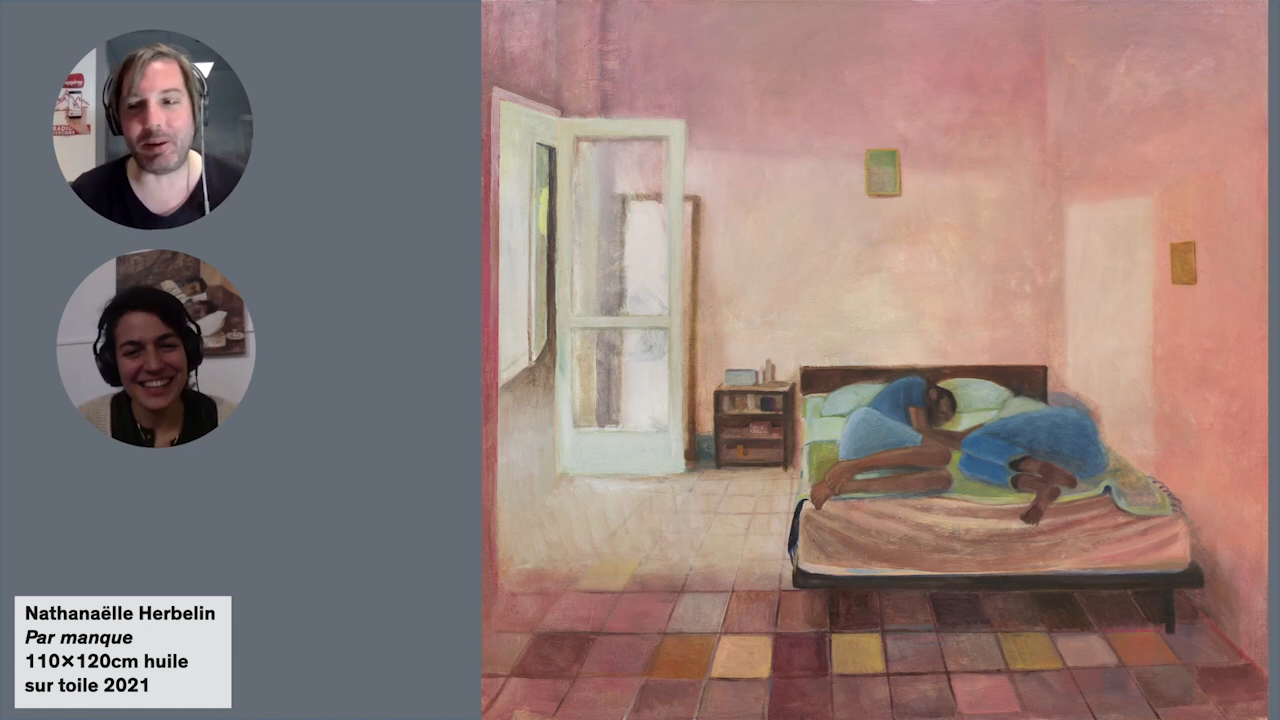 Nathanaëlle Herbelin
Par manque
110×120cm huile
sur toile 2021